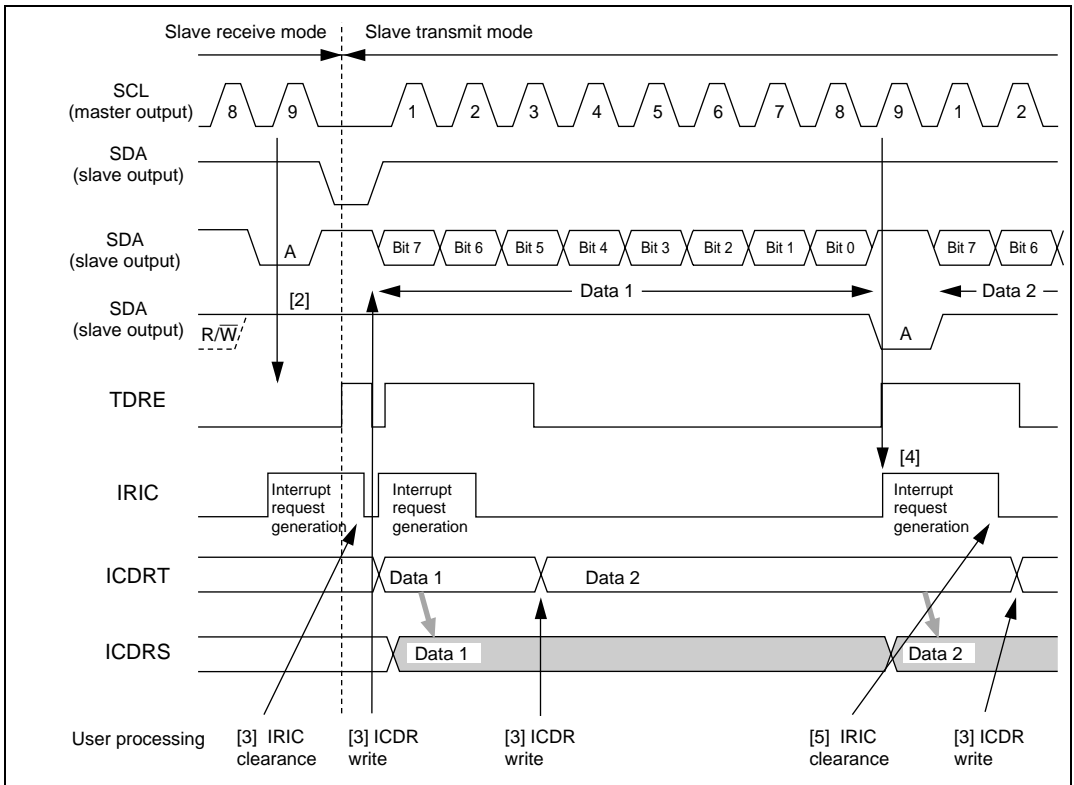 Slave receive mode Slave transmit mode
SCL
(master output)
8 9 1 2 3 4 5 6 7 8 9 1 2
SDA
(slave output)
SDA
(slave output)
A Bit 7 Bit 6 Bit 5 Bit 4 Bit 3 Bit 2 Bit 1 Bit 0 Bit 7 Bit 6
Data 1 Data 2
[2]
SDA
(slave output)
R/W̅
A
TDRE
[4]
IRIC
Interrupt
request
generation
Interrupt
request
generation
Interrupt
request
generation
ICDRT
Data 1 Data 2
ICDRS
Data 1 Data 2
User processing
[3] IRIC
clearance
[3] ICDR
write
[3] ICDR
write
[5] IRIC
clearance
[3] ICDR
write